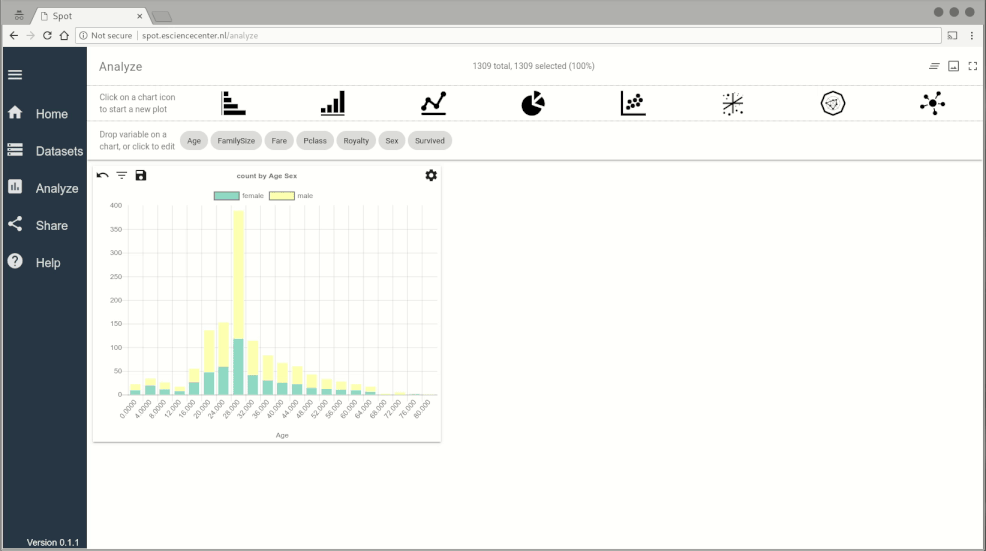 Spot
Not secure | spot.esciencecenter.nl/analyze
Home
Datasets
Analyze
Share
Help
Version 0.1.1
Analyze
1309 total, 1309 selected (100%)
Click on a chart icon
to start a new plot
Drop variable on a
chart, or click to edit
Age FamilySize Fare Pclass Royalty Sex Survived
count by Age Sex
female male
400
350
300
250
200
150
100
50
0
0.0000 4.0000 8.0000 12.000 16.000 20.000 24.000 28.000 32.000 36.000 40.000 44.000 48.000 52.000 56.000 60.000 64.000 68.000 72.000 76.000 80.000
Age